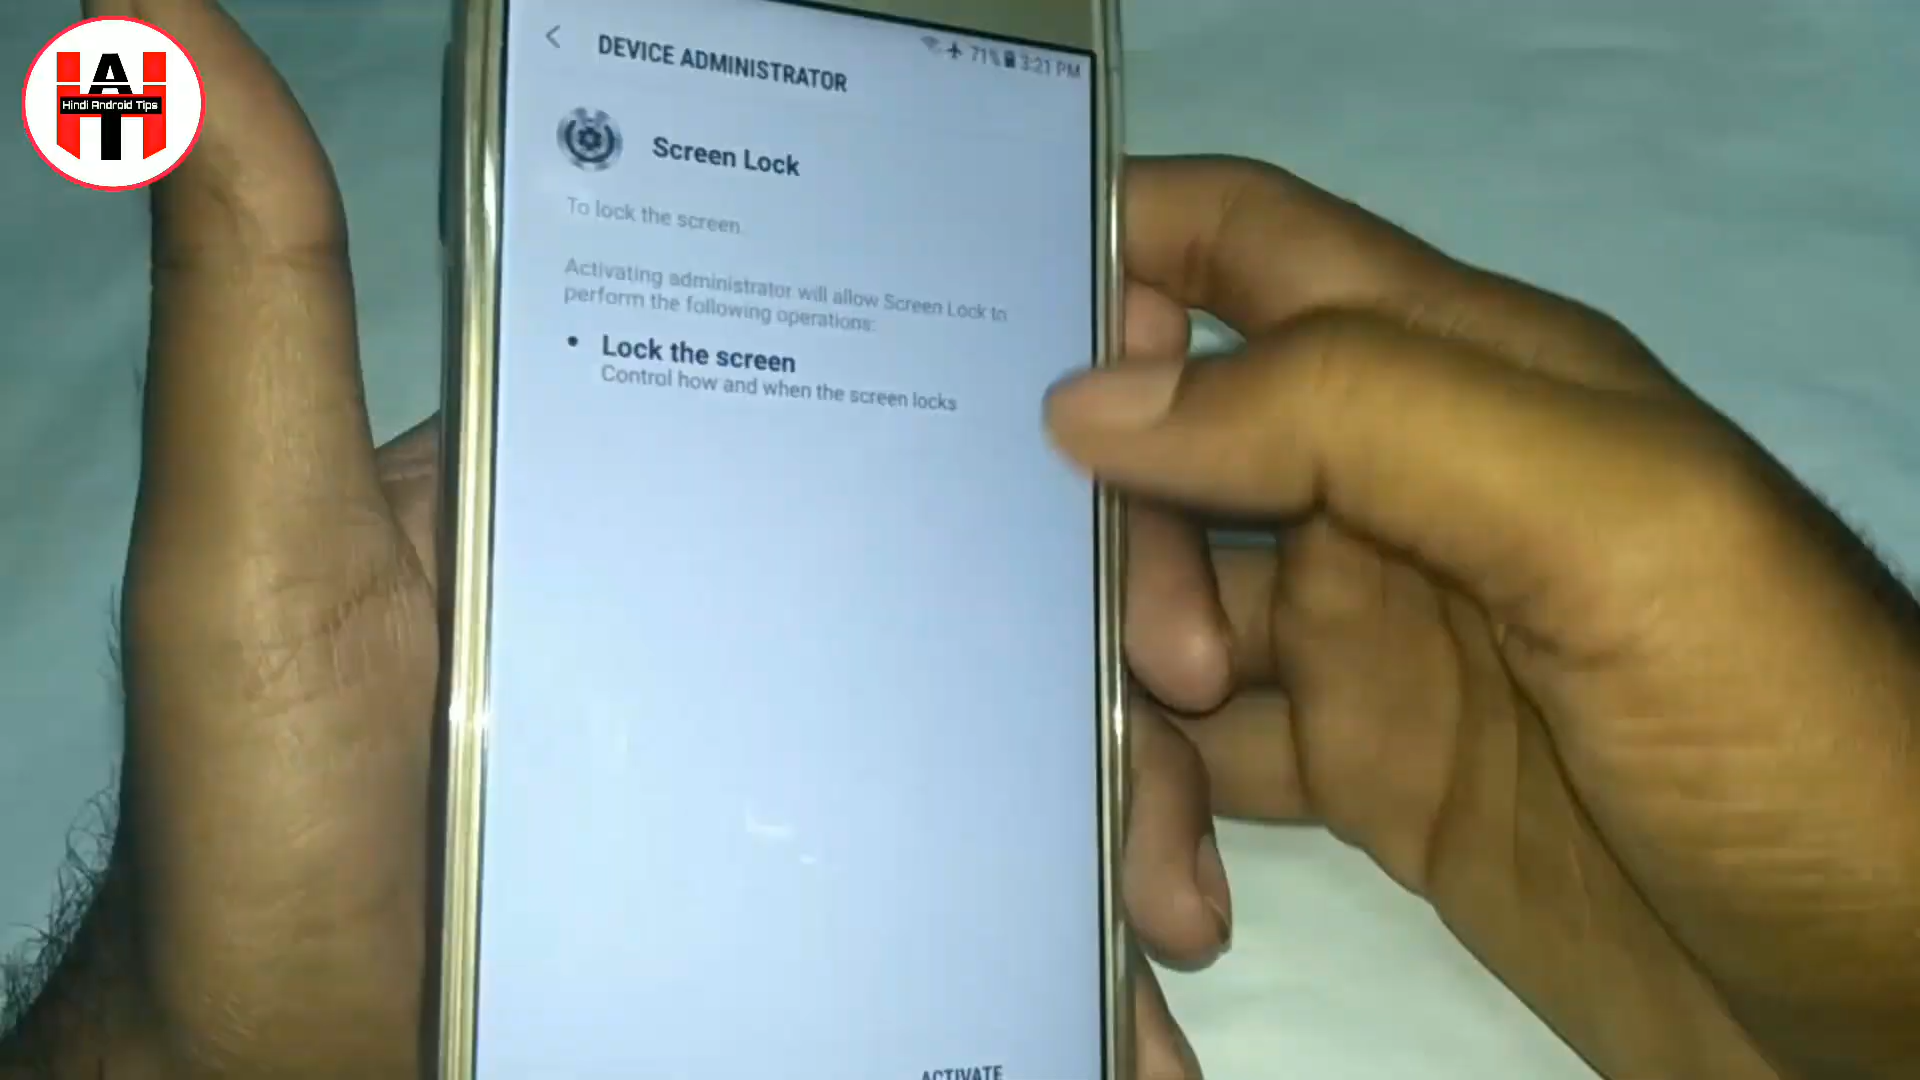 Hindi Android Tips
DEVICE ADMINISTRATOR
71% 3:21 PM
Screen Lock
To lock the screen.
Activating administrator will allow Screen Lock to
perform the following operations:
• Lock the screen
Control how and when the screen locks
ACTIVATE